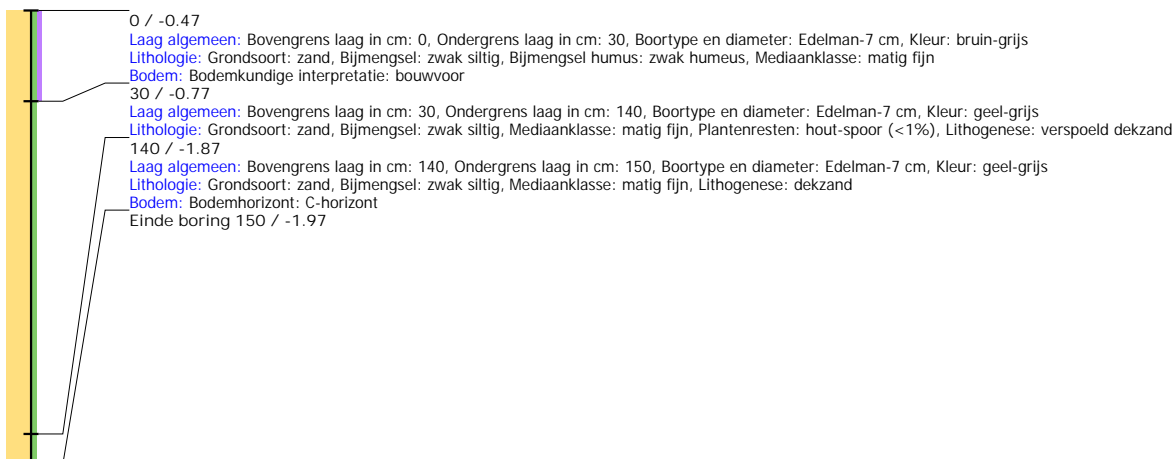 0 / -0.47
Laag algemeen: Bovengrens laag in cm: 0, Ondergrens laag in cm: 30, Boortype en diameter: Edelman-7 cm, Kleur: bruin-grijs
Lithologie: Grondsoort: zand, Bijmengsel: zwak siltig, Bijmengsel humus: zwak humeus, Mediaanklasse: matig fijn
Bodem: Bodemkundige interpretatie: bouwvoor
30 / -0.77
Laag algemeen: Bovengrens laag in cm: 30, Ondergrens laag in cm: 140, Boortype en diameter: Edelman-7 cm, Kleur: geel-grijs
Lithologie: Grondsoort: zand, Bijmengsel: zwak siltig, Mediaanklasse: matig fijn, Plantenresten: hout-spoor (<1%), Lithogenese: verspoeld dekzand
140 / -1.87
Laag algemeen: Bovengrens laag in cm: 140, Ondergrens laag in cm: 150, Boortype en diameter: Edelman-7 cm, Kleur: geel-grijs
Lithologie: Grondsoort: zand, Bijmengsel: zwak siltig, Mediaanklasse: matig fijn, Lithogenese: dekzand
Bodem: Bodemhorizont: C-horizont
Einde boring 150 / -1.97